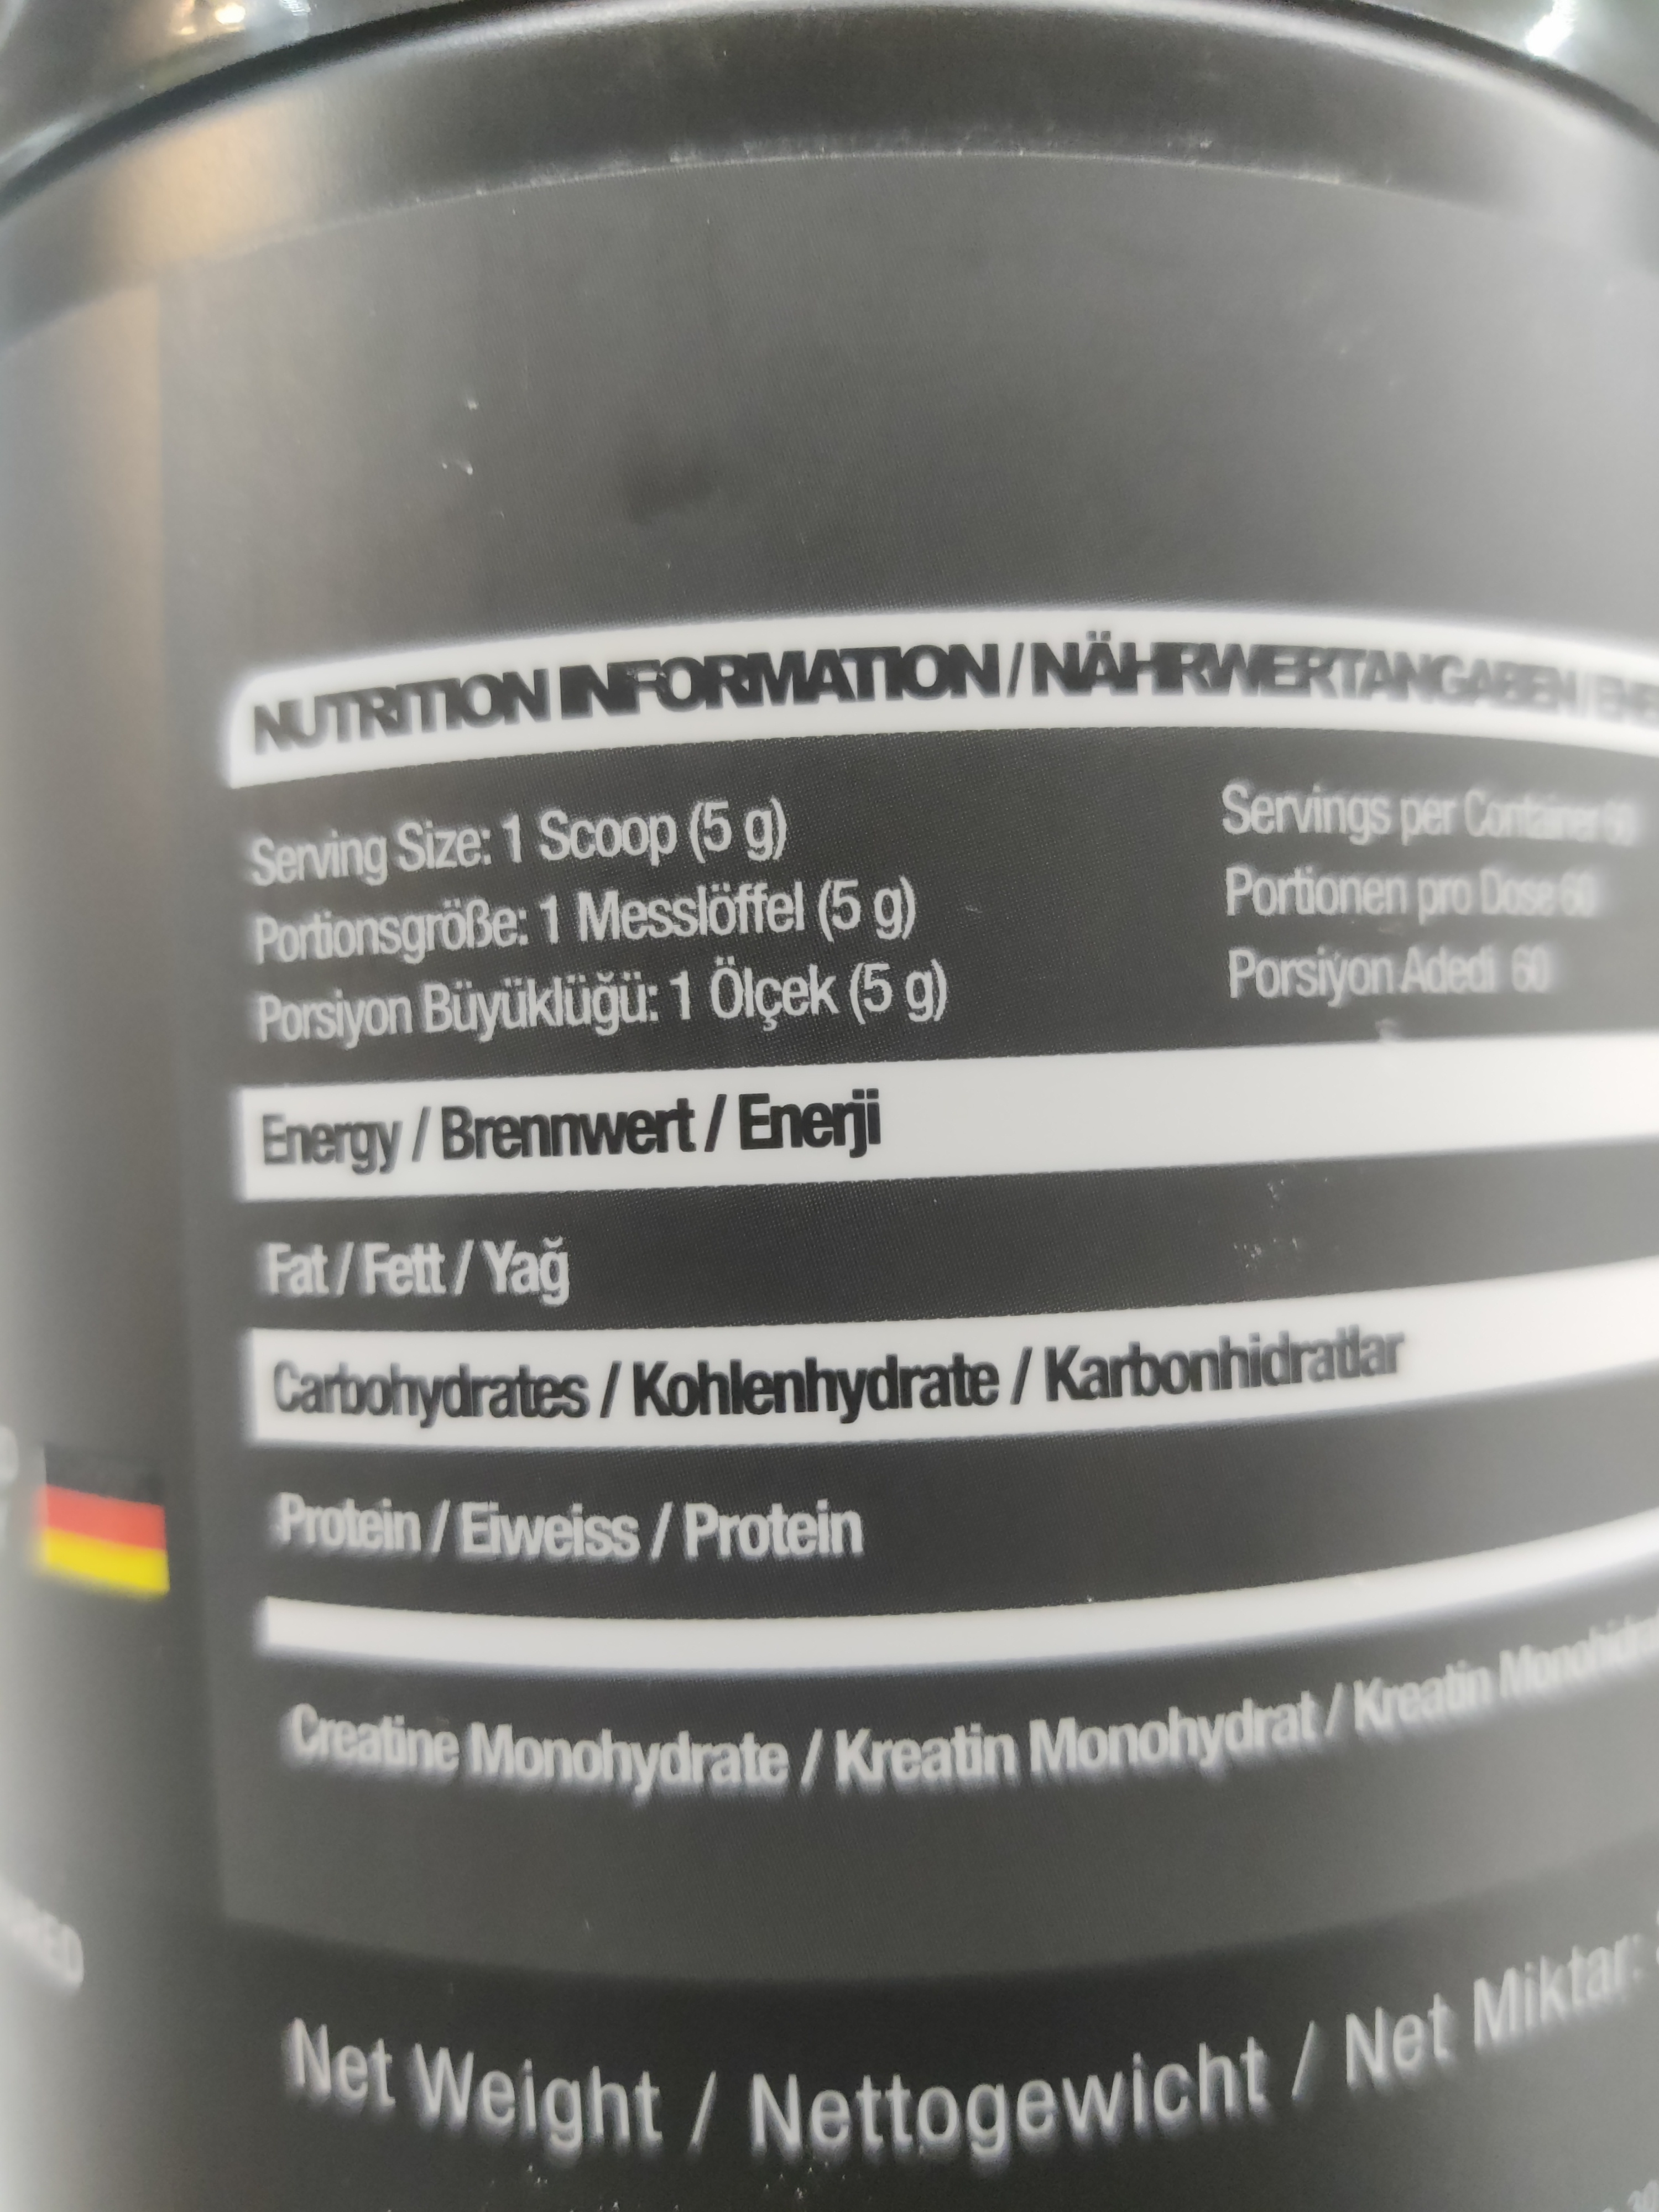 NUTRITION INFORMATION / NÄHRWERTANGABEN /
Serving Size: 1 Scoop (5 g)
Portionsgröße: 1 Messlöffel (5 g)
Porsiyon Büyüklüğü: 1 Ölçek (5 g)
Servings per Container 60
Portionen pro Dose 60
Porsiyon Adedi 60
Energy / Brennwert / Enerji
Fat / Fett / Yağ
Carbohydrates / Kohlenhydrate / Karbonhidratlar
Protein / Eiweiss / Protein
Creatine Monohydrate / Kreatin Monohydrat / Kreatin
Net Weight / Nettogewicht / Net Miktar: